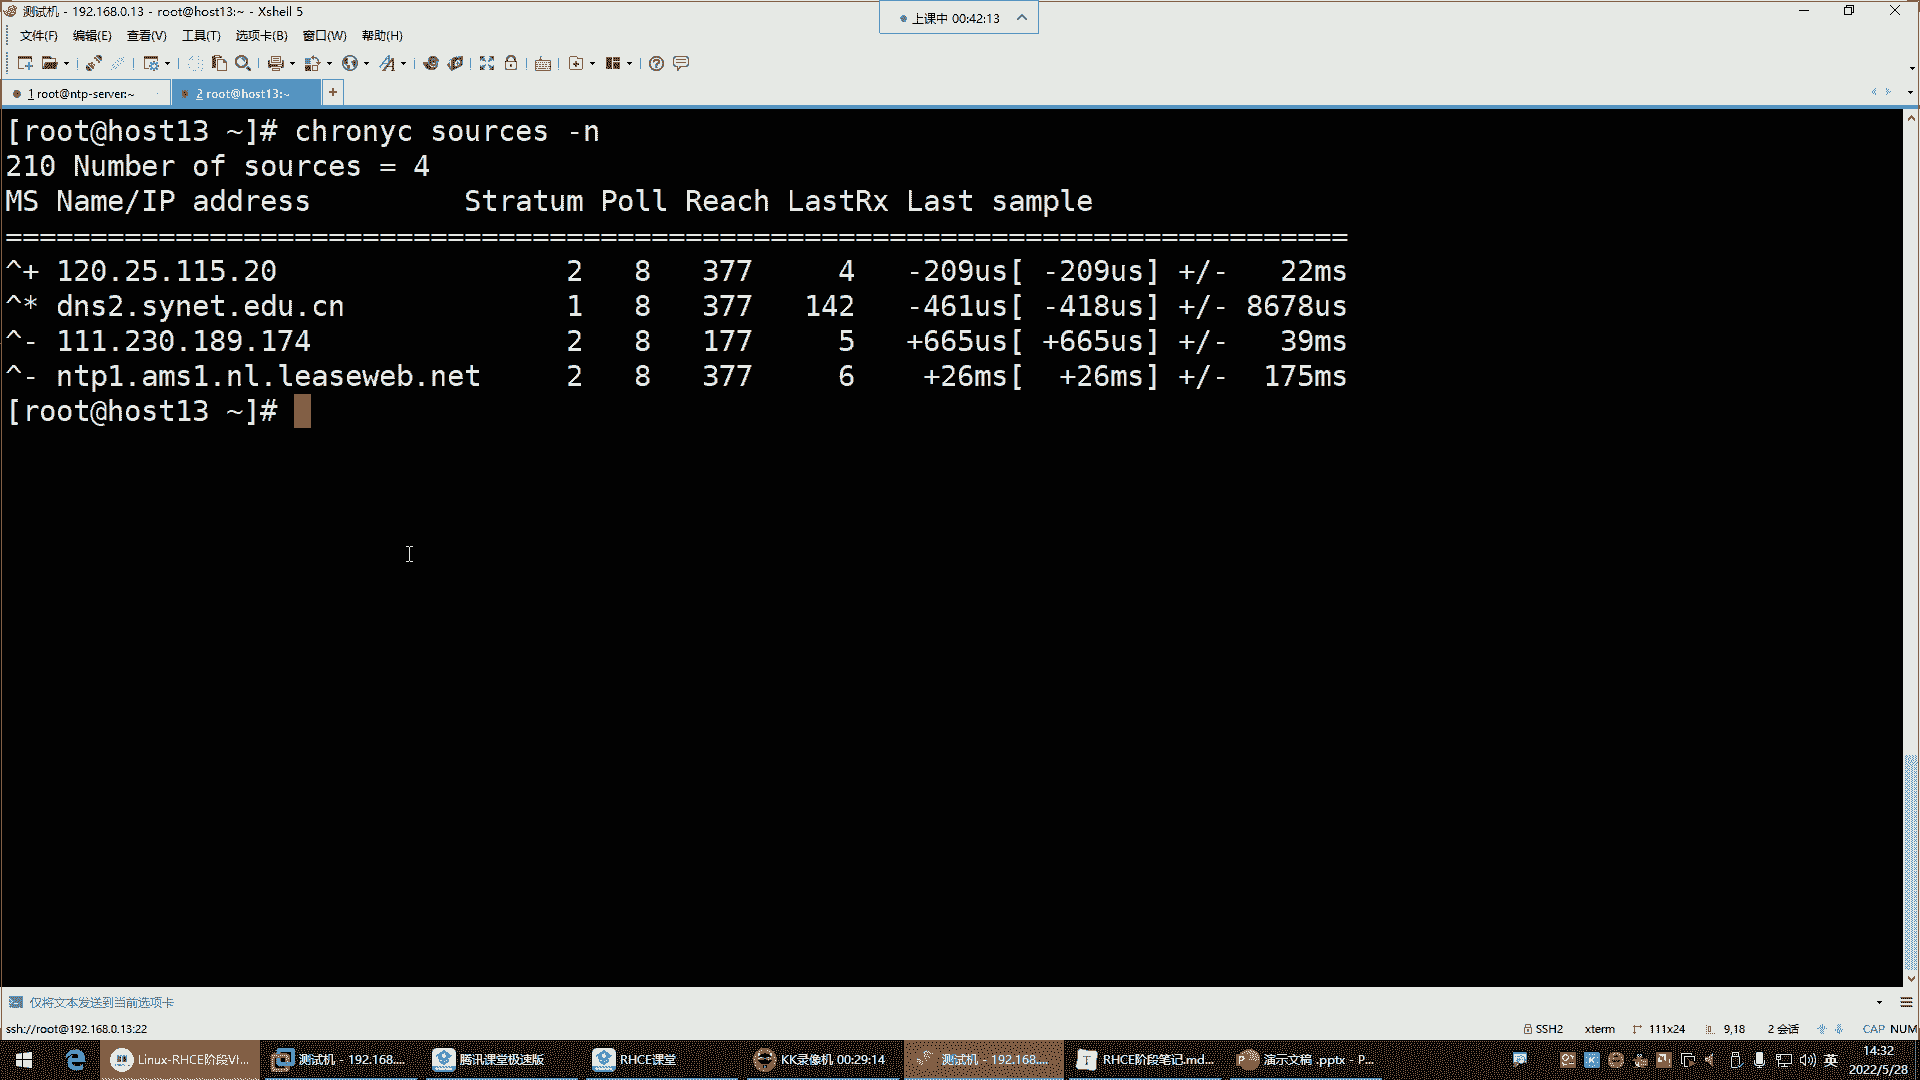 测试机 - 192.168.0.13 - root@host13:~ - Xshell 5
上课中 00:42:13
文件(F) 编辑(E) 查看(V) 工具(T) 选项卡(B) 窗口(W) 帮助(H)
1 root@ntp-server:~
2 root@host13:~
[root@host13 ~]# chronyc sources -n
210 Number of sources = 4
MS Name/IP address         Stratum Poll Reach LastRx Last sample
===============================================================================
^+ 120.25.115.20                 2   8   377     4   -209us[ -209us] +/-   22ms
^* dns2.synet.edu.cn             1   8   377   142   -461us[ -418us] +/- 8678us
^- 111.230.189.174               2   8   177     5   +665us[ +665us] +/-   39ms
^- ntp1.ams1.nl.leaseweb.net     2   8   377     6    +26ms[  +26ms] +/-  175ms
[root@host13 ~]#
仅将文本发送到当前选项卡
ssh://root@192.168.0.13:22
SSH2 xterm 111x24 9,18 2 会话 CAP NUM
Linux-RHCE阶段VI... 测试机 - 192.168.... 腾讯课堂极速版 RHCE课堂 KK录像机 00:29:14 测试机 - 192.168.... RHCE阶段笔记.md... 演示文稿 .pptx - P... 英 14:32
2022/5/28